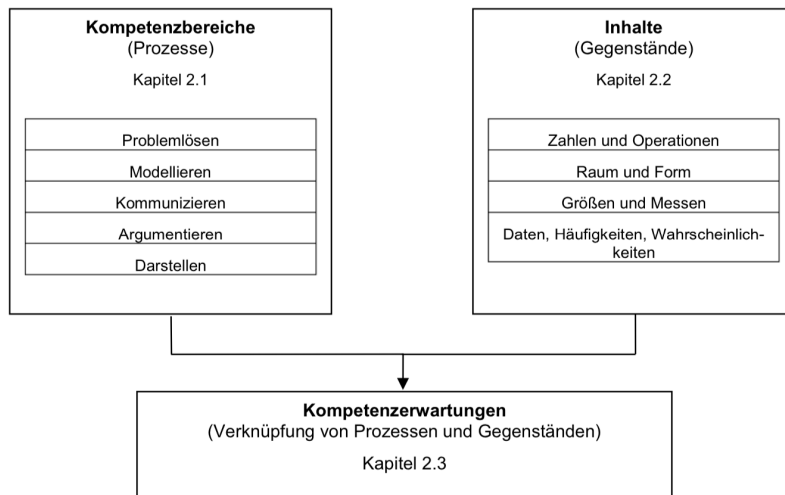 Kompetenzbereiche
(Prozesse)
Kapitel 2.1
Problemlösen
Modellieren
Kommunizieren
Argumentieren
Darstellen
Inhalte
(Gegenstände)
Kapitel 2.2
Zahlen und Operationen
Raum und Form
Größen und Messen
Daten, Häufigkeiten, Wahrscheinlich-
keiten
Kompetenzerwartungen
(Verknüpfung von Prozessen und Gegenständen)
Kapitel 2.3